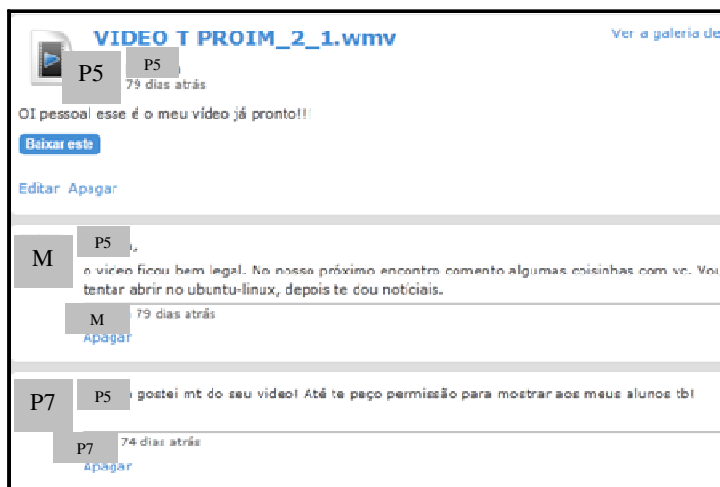 VIDEO T PROIM_2_1.wmv
Ver a galeria de
P5
P5
79 dias atrás
OI pessoal esse é o meu vídeo já pronto!!!
Baixar este
Editar Apagar
M
P5 ,
o video ficou bem legal. No nosso próximo encontro comento algumas coisinhas com vc. Vou
tentar abrir no ubuntu-linux, depois te dou notíciais.
M 79 dias atrás
Apagar
P7
P5 gostei mt do seu video! Até te peço permissão para mostrar aos meus alunos tb!
P7 74 dias atrás
Apagar